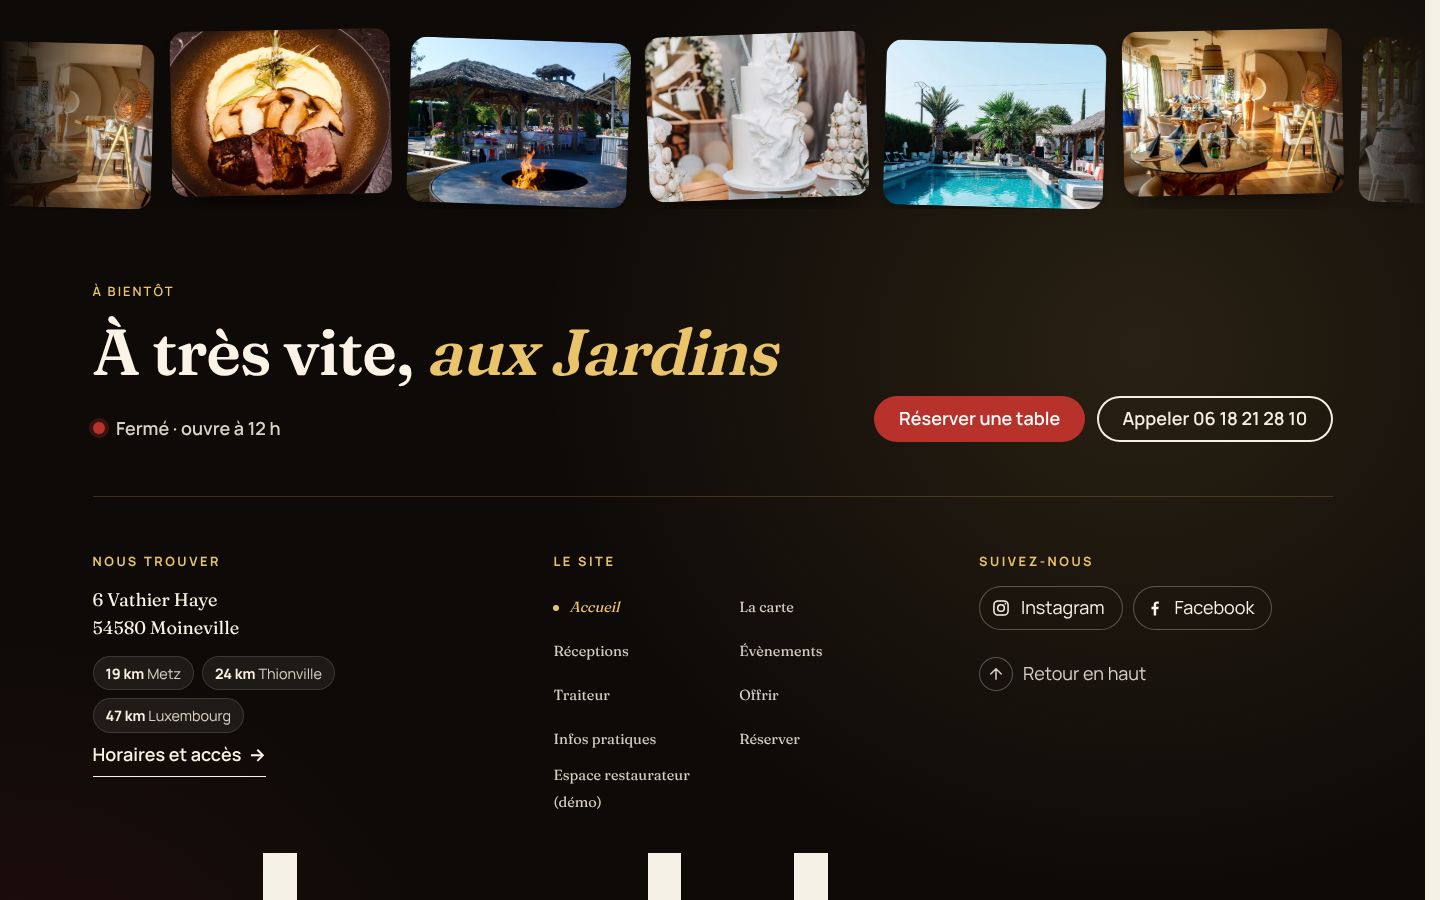 À BIENTÔT
À très vite, aux Jardins
Fermé · ouvre à 12 h
Réserver une table
Appeler 06 18 21 28 10
NOUS TROUVER
6 Vathier Haye
54580 Moineville
19 km Metz
24 km Thionville
47 km Luxembourg
Horaires et accès →
LE SITE
Accueil
La carte
Réceptions
Évènements
Traiteur
Offrir
Infos pratiques
Réserver
Espace restaurateur
(démo)
SUIVEZ-NOUS
Instagram
Facebook
Retour en haut